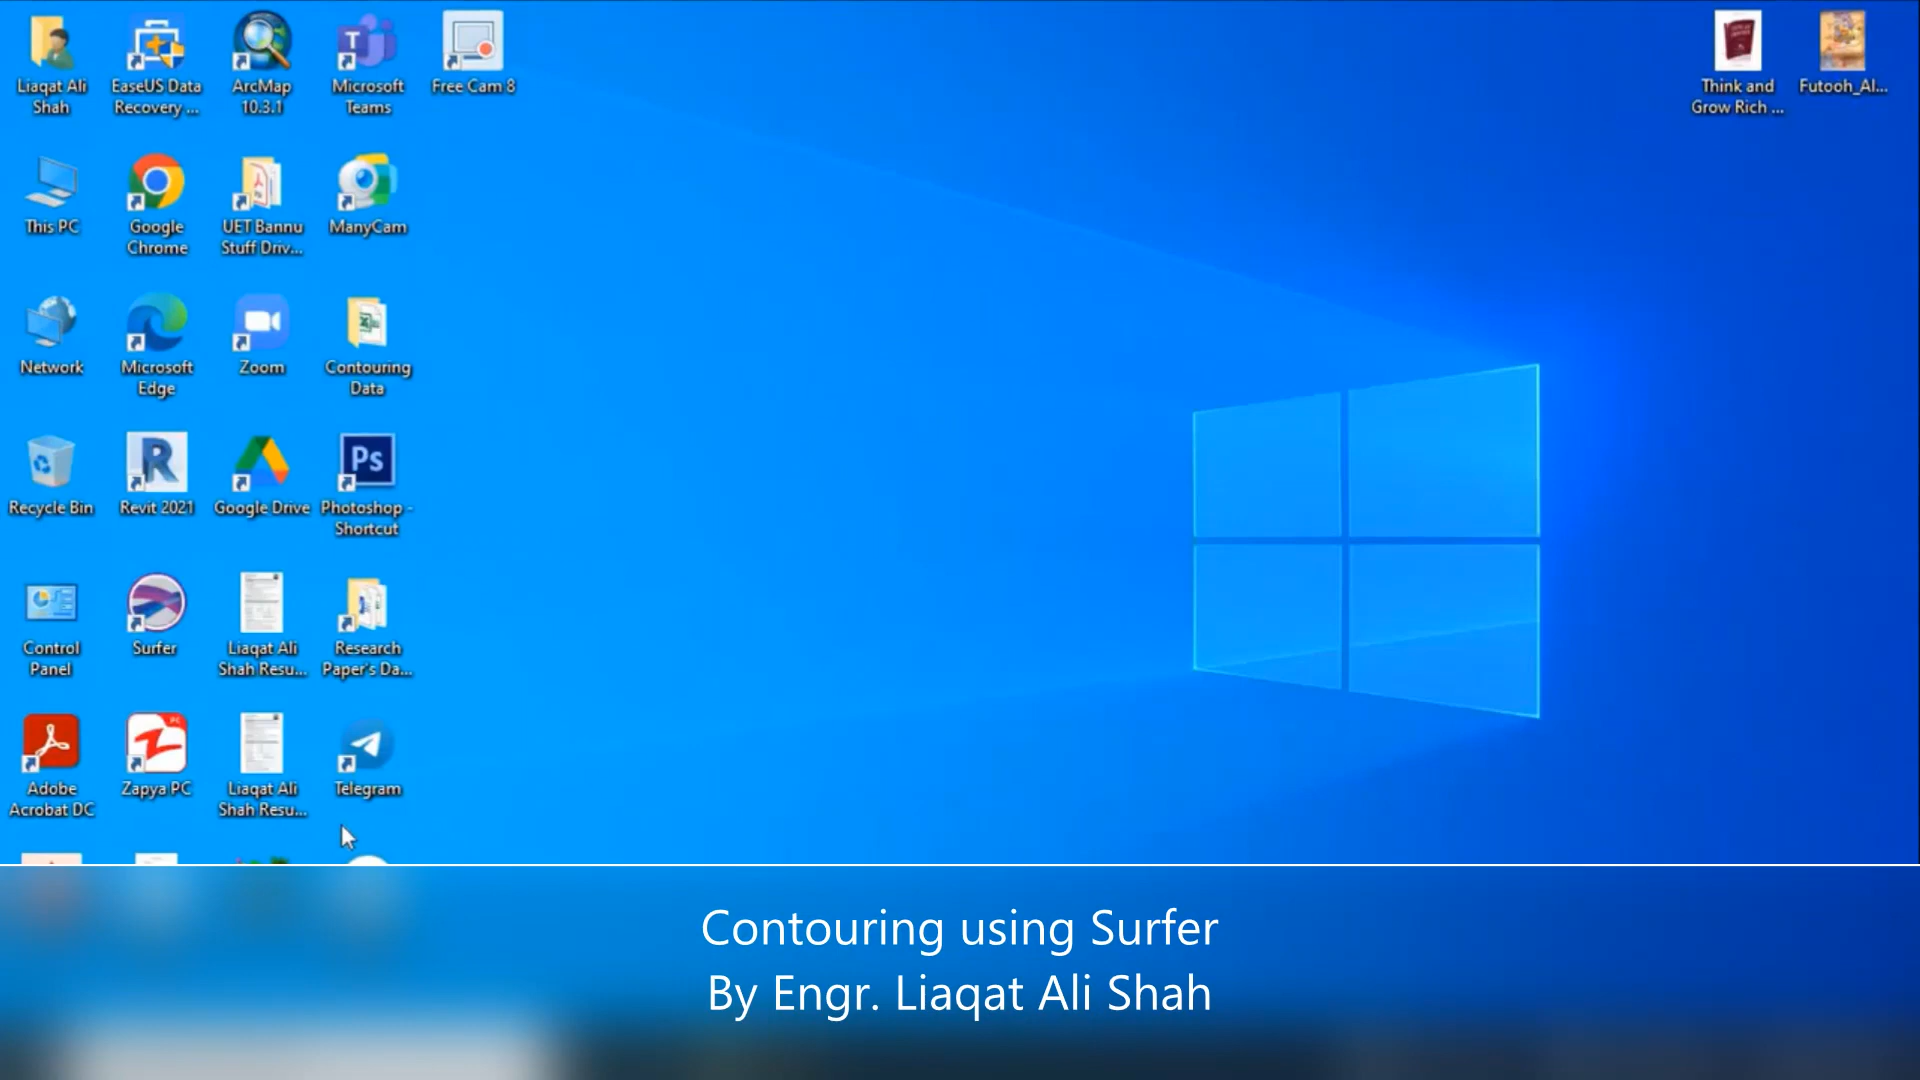 Liaqat Ali
Shah
EaseUS Data
Recovery ...
ArcMap
10.3.1
Microsoft
Teams
Free Cam 8
Think and
Grow Rich ...
Futooh_Al...
This PC
Google
Chrome
UET Bannu
Stuff Driv...
ManyCam
Network
Microsoft
Edge
Zoom
Contouring
Data
Recycle Bin
Revit 2021
Google Drive
Ps
Photoshop -
Shortcut
Control
Panel
Surfer
Liaqat Ali
Shah Resu...
Research
Paper's Da...
Adobe
Acrobat DC
Zapya PC
Liaqat Ali
Shah Resu...
Telegram
Contouring using Surfer
By Engr. Liaqat Ali Shah